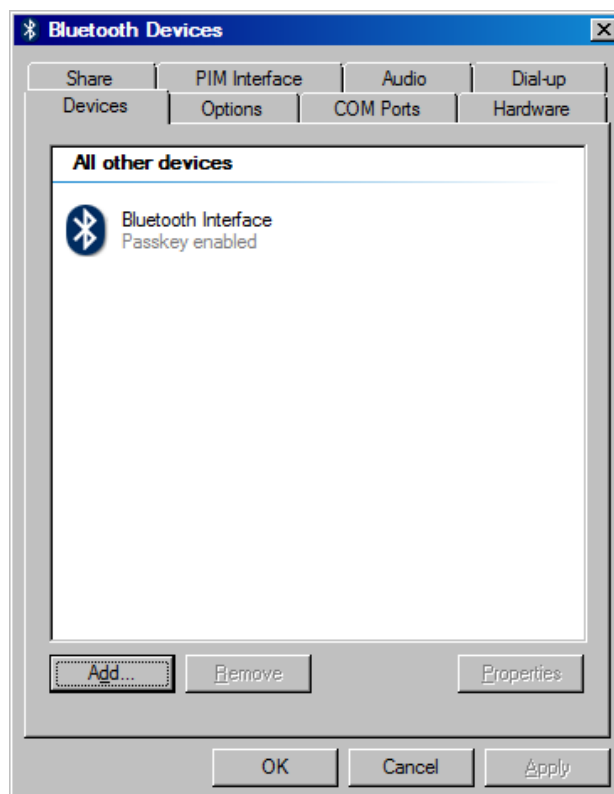 Bluetooth Devices
Share PIM Interface Audio Dial-up
Devices Options COM Ports Hardware
All other devices
Bluetooth Interface
Passkey enabled
Add... Remove Properties
OK Cancel Apply